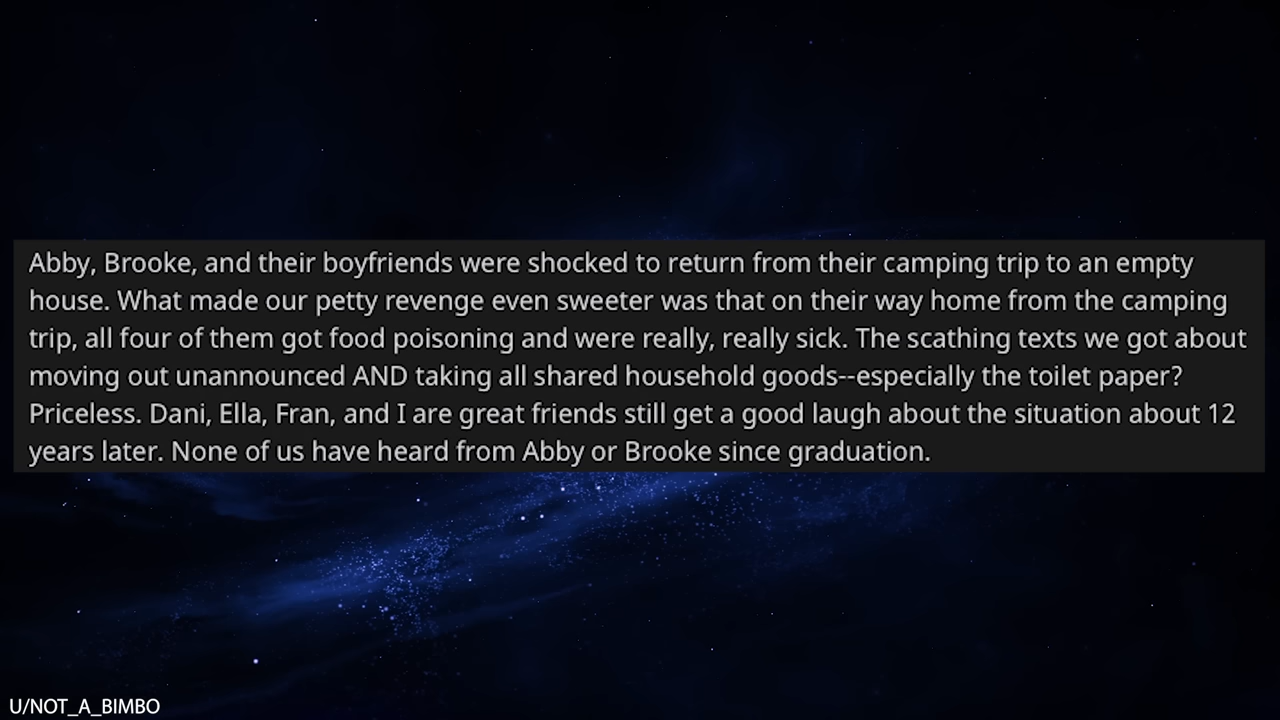 Abby, Brooke, and their boyfriends were shocked to return from their camping trip to an empty
house. What made our petty revenge even sweeter was that on their way home from the camping
trip, all four of them got food poisoning and were really, really sick. The scathing texts we got about
moving out unannounced AND taking all shared household goods--especially the toilet paper?
Priceless. Dani, Ella, Fran, and I are great friends still get a good laugh about the situation about 12
years later. None of us have heard from Abby or Brooke since graduation.
U/NOT_A_BIMBO